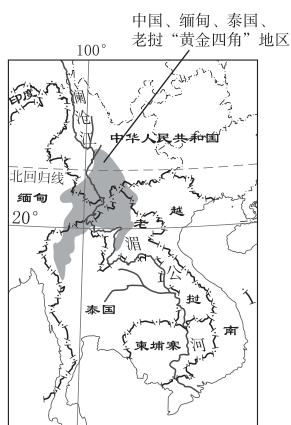 中国、缅甸、泰国、
老挝“黄金四角”地区
100°
印度
澜沧江
中华人民共和国
北回归线
缅甸
20°
越
老
湄
公
泰国
挝
南
柬埔寨
河